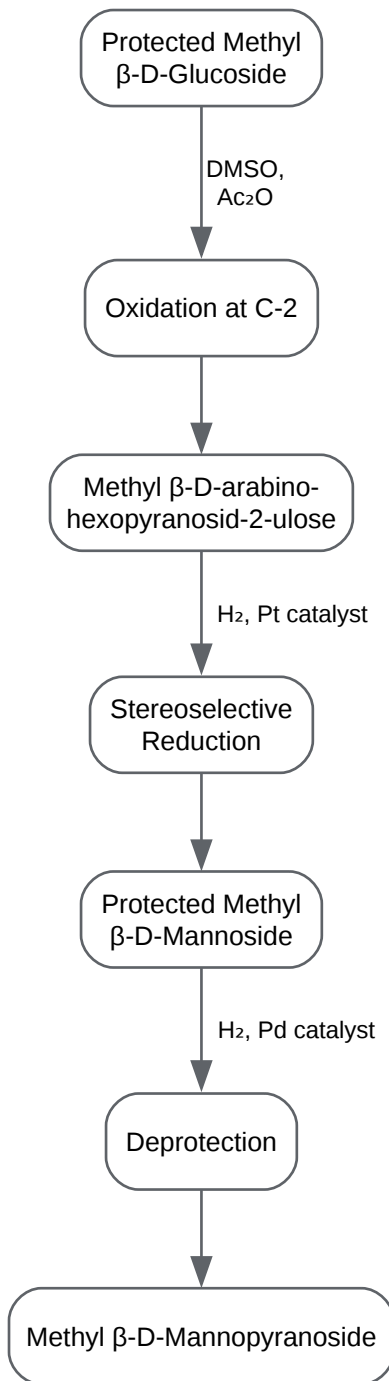 Protected Methyl
β-D-Glucoside
DMSO,
Ac₂O
Oxidation at C-2
Methyl β-D-arabino-
hexopyranosid-2-ulose
H₂, Pt catalyst
Stereoselective
Reduction
Protected Methyl
β-D-Mannoside
H₂, Pd catalyst
Deprotection
Methyl β-D-Mannopyranoside